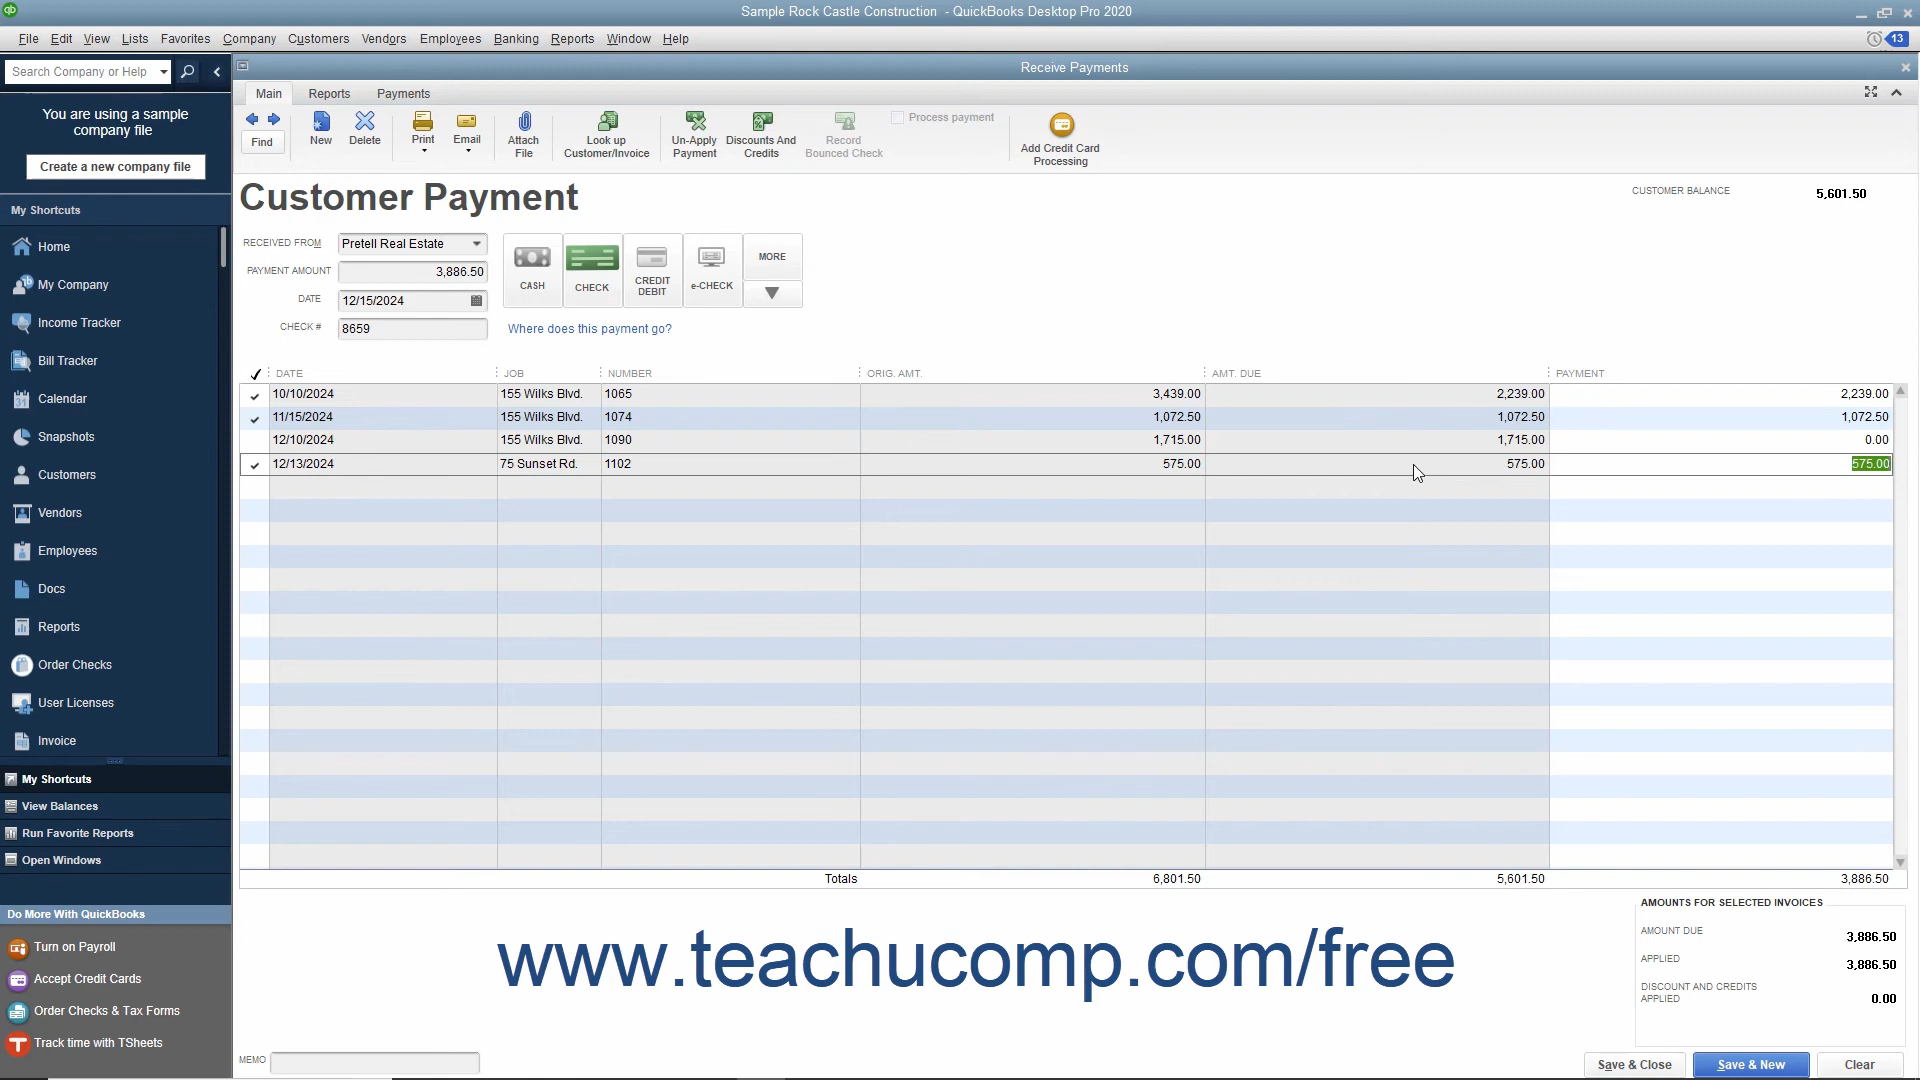 Sample Rock Castle Construction - QuickBooks Desktop Pro 2020
File Edit View Lists Favorites Company Customers Vendors Employees Banking Reports Window Help
13
Search Company or Help
Receive Payments
You are using a sample
company file
Create a new company file
Main Reports Payments
Find
New
Delete
Print
Email
Attach
File
Look up
Customer/Invoice
Un-Apply
Payment
Discounts And
Credits
Record
Bounced Check
Process payment
Add Credit Card
Processing
Customer Payment
CUSTOMER BALANCE 5,601.50
RECEIVED FROM Pretell Real Estate
PAYMENT AMOUNT 3,886.50
DATE 12/15/2024
CHECK # 8659
CASH
CHECK
CREDIT
DEBIT
e-CHECK
MORE
Where does this payment go?
DATE JOB NUMBER ORIG. AMT. AMT. DUE PAYMENT
10/10/2024 155 Wilks Blvd. 1065 3,439.00 2,239.00 2,239.00
11/15/2024 155 Wilks Blvd. 1074 1,072.50 1,072.50 1,072.50
12/10/2024 155 Wilks Blvd. 1090 1,715.00 1,715.00 0.00
12/13/2024 75 Sunset Rd. 1102 575.00 575.00 575.00
Totals 6,801.50 5,601.50 3,886.50
AMOUNTS FOR SELECTED INVOICES
AMOUNT DUE 3,886.50
APPLIED 3,886.50
DISCOUNT AND CREDITS
APPLIED 0.00
www.teachucomp.com/free
MEMO
Save & Close Save & New Clear
My Shortcuts
Home
My Company
Income Tracker
Bill Tracker
Calendar
31
Snapshots
Customers
Vendors
Employees
Docs
Reports
Order Checks
User Licenses
Invoice
My Shortcuts
View Balances
Run Favorite Reports
Open Windows
Do More With QuickBooks
Turn on Payroll
Accept Credit Cards
Order Checks & Tax Forms
Track time with TSheets